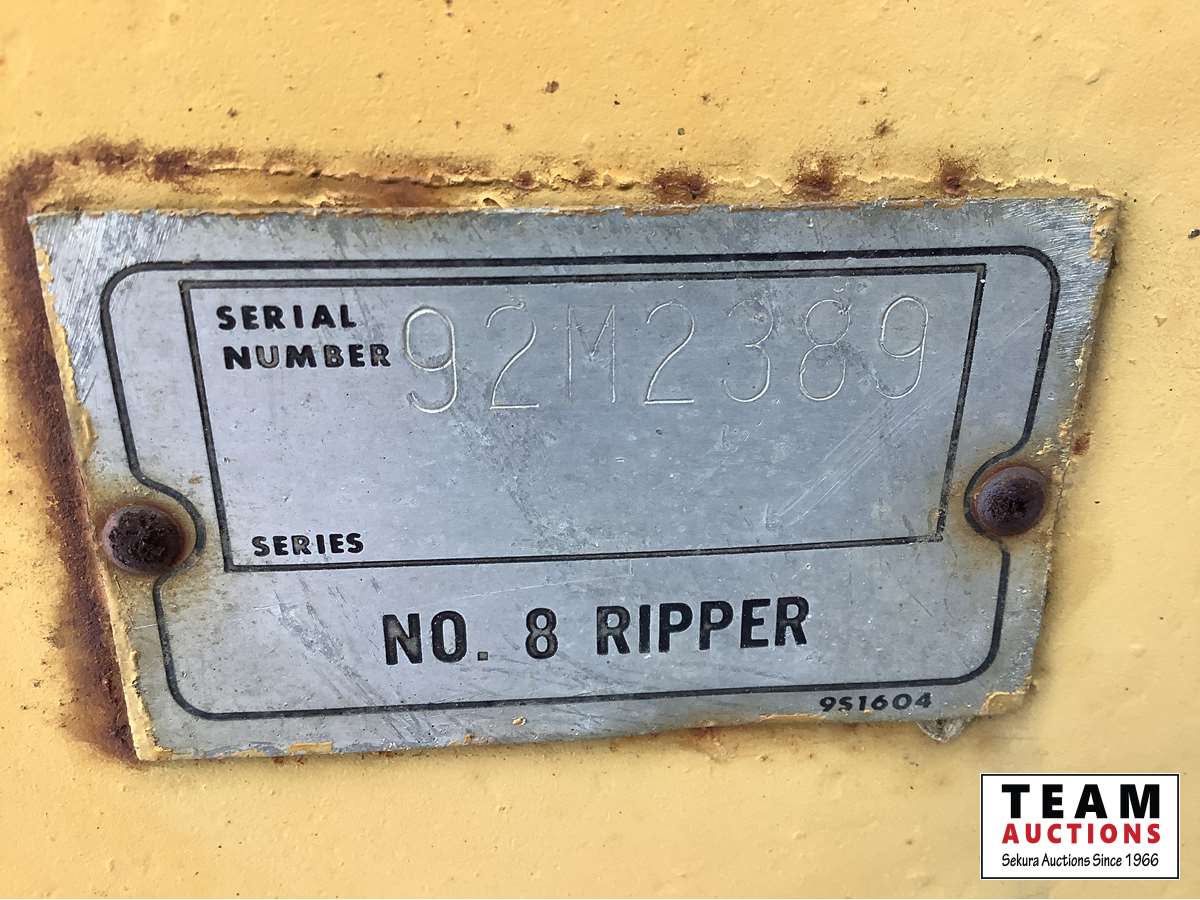 SERIAL
NUMBER 92M2389
SERIES
NO. 8 RIPPER
9S1604
TEAM
AUCTIONS
Sekura Auctions Since 1966